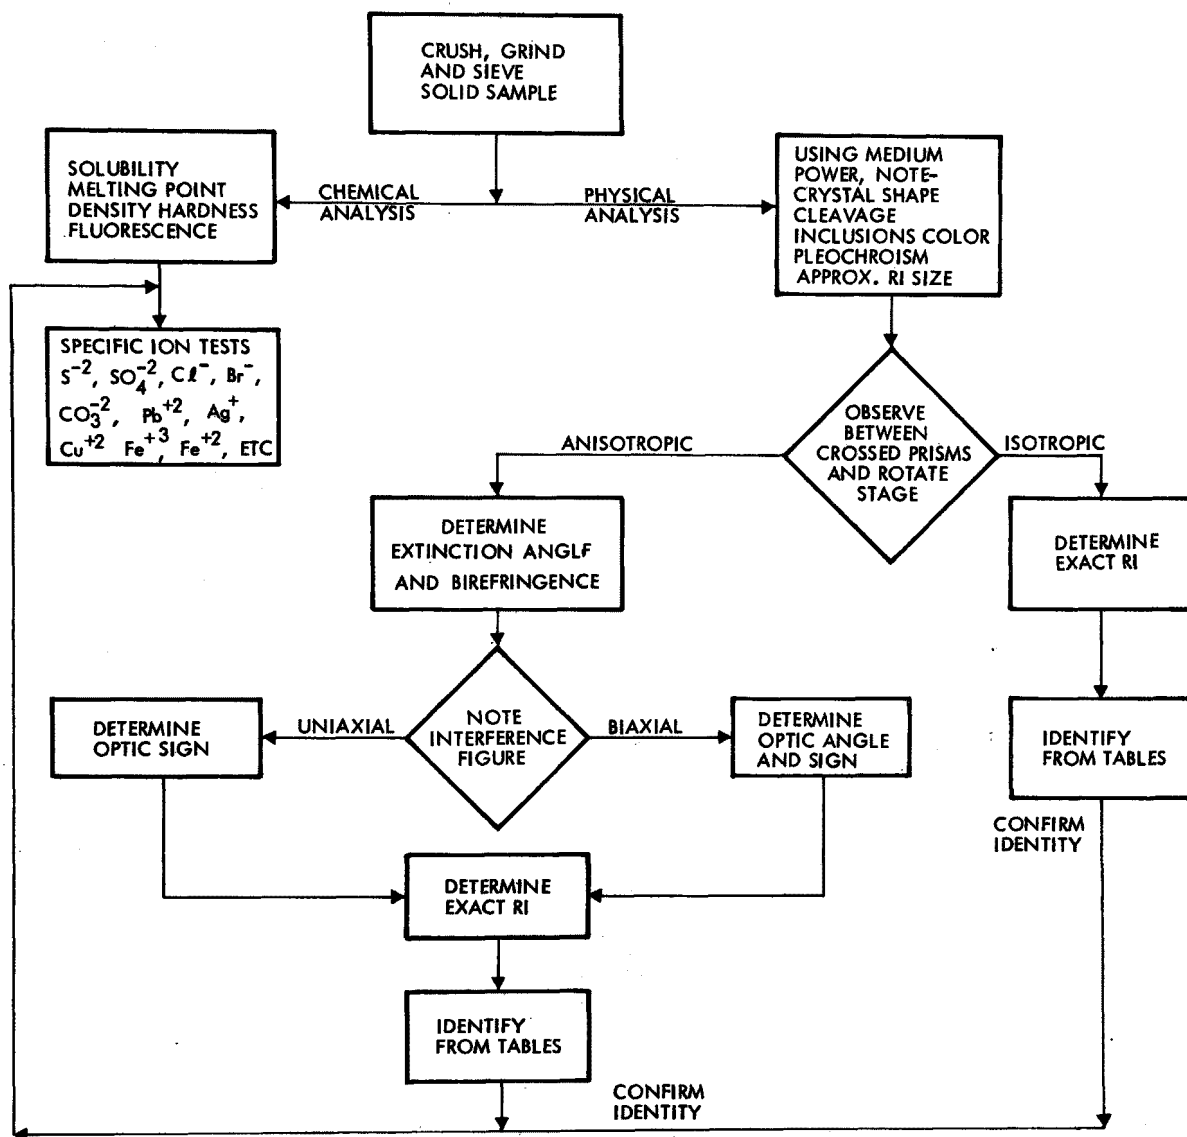 CRUSH, GRIND
AND SIEVE
SOLID SAMPLE
SOLUBILITY
MELTING POINT
DENSITY HARDNESS
FLUORESCENCE
CHEMICAL
ANALYSIS
PHYSICAL
ANALYSIS
USING MEDIUM
POWER, NOTE-
CRYSTAL SHAPE
CLEAVAGE
INCLUSIONS COLOR
PLEOCHROISM
APPROX. RI SIZE
SPECIFIC ION TESTS
S⁻², SO₄⁻², Cℓ⁻, Br⁻,
CO₃⁻², Pb⁺², Ag⁺,
Cu⁺² Fe⁺³, Fe⁺², ETC
OBSERVE
BETWEEN
CROSSED PRISMS
AND ROTATE
STAGE
ANISOTROPIC
ISOTROPIC
DETERMINE
EXTINCTION ANGLF
AND BIREFRINGENCE
DETERMINE
EXACT RI
UNIAXIAL
NOTE
INTERFERENCE
FIGURE
BIAXIAL
DETERMINE
OPTIC SIGN
DETERMINE
OPTIC ANGLE
AND SIGN
IDENTIFY
FROM TABLES
CONFIRM
IDENTITY
DETERMINE
EXACT RI
IDENTIFY
FROM TABLES
CONFIRM
IDENTITY